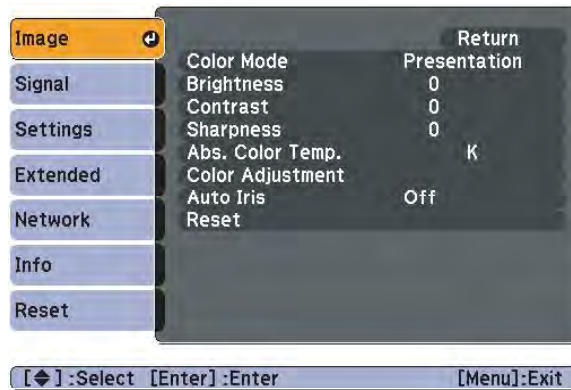 Image
Signal
Settings
Extended
Network
Info
Reset
Return
Color Mode Presentation
Brightness 0
Contrast 0
Sharpness 0
Abs. Color Temp. K
Color Adjustment
Auto Iris Off
Reset
[◆] :Select [Enter] :Enter [Menu]:Exit